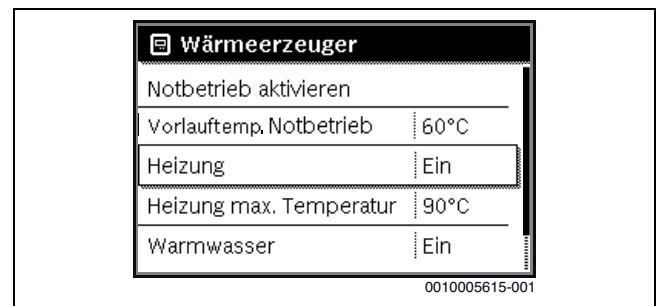 Wärmeerzeuger
Notbetrieb aktivieren
Vorlauftemp. Notbetrieb 60°C
Heizung Ein
Heizung max. Temperatur 90°C
Warmwasser Ein
0010005615-001